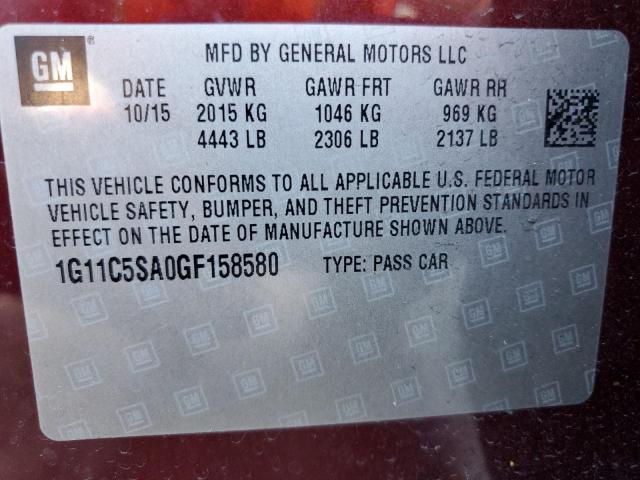 GM ® MFD BY GENERAL MOTORS LLC
DATE GVWR GAWR FRT GAWR RR
10/15 2015 KG 1046 KG 969 KG
4443 LB 2306 LB 2137 LB
THIS VEHICLE CONFORMS TO ALL APPLICABLE U.S. FEDERAL MOTOR
VEHICLE SAFETY, BUMPER, AND THEFT PREVENTION STANDARDS IN
EFFECT ON THE DATE OF MANUFACTURE SHOWN ABOVE.
1G11C5SA0GF158580 TYPE: PASS CAR